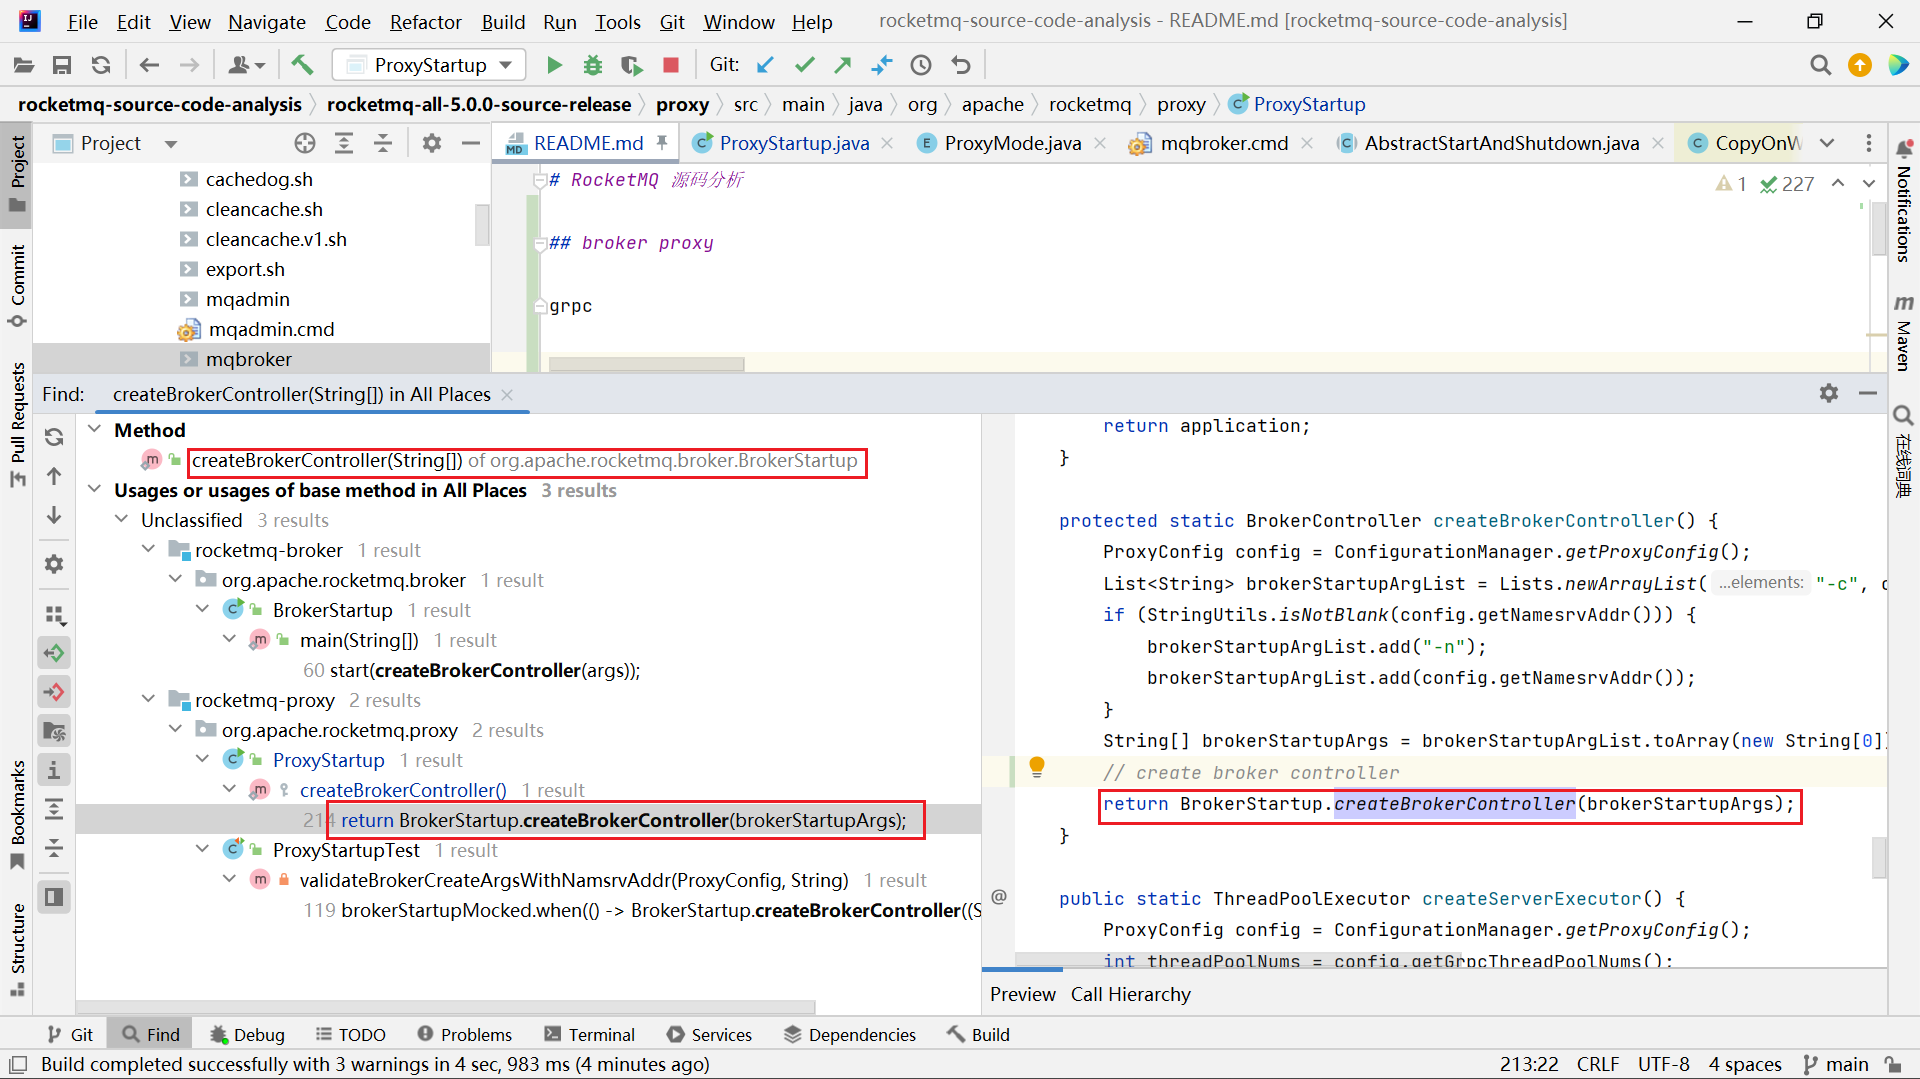 File Edit View Navigate Code Refactor Build Run Tools Git Window Help rocketmq-source-code-analysis - README.md [rocketmq-source-code-analysis]
ProxyStartup Git:
rocketmq-source-code-analysis rocketmq-all-5.0.0-source-release proxy src main java org apache rocketmq proxy ProxyStartup
Project README.md ProxyStartup.java ProxyMode.java mqbroker.cmd AbstractStartAndShutdown.java CopyOnW
cachedog.sh
cleancache.sh
cleancache.v1.sh
export.sh
mqadmin
mqadmin.cmd
mqbroker
# RocketMQ 源码分析
1 227
## broker proxy
grpc
Find: createBrokerController(String[]) in All Places
Method
createBrokerController(String[]) of org.apache.rocketmq.broker.BrokerStartup
Usages or usages of base method in All Places 3 results
Unclassified 3 results
rocketmq-broker 1 result
org.apache.rocketmq.broker 1 result
BrokerStartup 1 result
main(String[]) 1 result
60 start(createBrokerController(args));
rocketmq-proxy 2 results
org.apache.rocketmq.proxy 2 results
ProxyStartup 1 result
createBrokerController() 1 result
214 return BrokerStartup.createBrokerController(brokerStartupArgs);
ProxyStartupTest 1 result
validateBrokerCreateArgsWithNamsrvAddr(ProxyConfig, String) 1 result
119 brokerStartupMocked.when(() -> BrokerStartup.createBrokerController((S
return application;
}
protected static BrokerController createBrokerController() {
ProxyConfig config = ConfigurationManager.getProxyConfig();
List<String> brokerStartupArgList = Lists.newArrayList( ...elements: "-c", c
if (StringUtils.isNotBlank(config.getNamesrvAddr())) {
brokerStartupArgList.add("-n");
brokerStartupArgList.add(config.getNamesrvAddr());
}
String[] brokerStartupArgs = brokerStartupArgList.toArray(new String[0]
// create broker controller
return BrokerStartup.createBrokerController(brokerStartupArgs);
}
@ public static ThreadPoolExecutor createServerExecutor() {
ProxyConfig config = ConfigurationManager.getProxyConfig();
int threadPoolNums = config.getGrpcThreadPoolNums();
Preview Call Hierarchy
Project
Commit
Pull Requests
Bookmarks
Structure
Notifications
Maven
在线词典
Git Find Debug TODO Problems Terminal Services Dependencies Build
Build completed successfully with 3 warnings in 4 sec, 983 ms (4 minutes ago) 213:22 CRLF UTF-8 4 spaces main